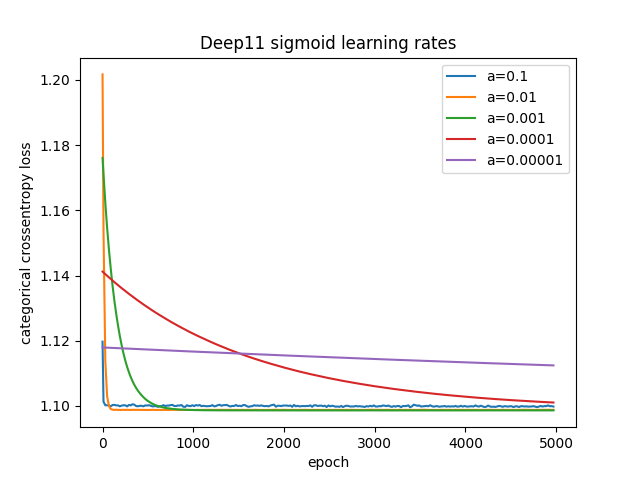 Deep11 sigmoid learning rates
categorical crossentropy loss
1.20
1.18
1.16
1.14
1.12
1.10
a=0.1
a=0.01
a=0.001
a=0.0001
a=0.00001
0 1000 2000 3000 4000 5000
epoch